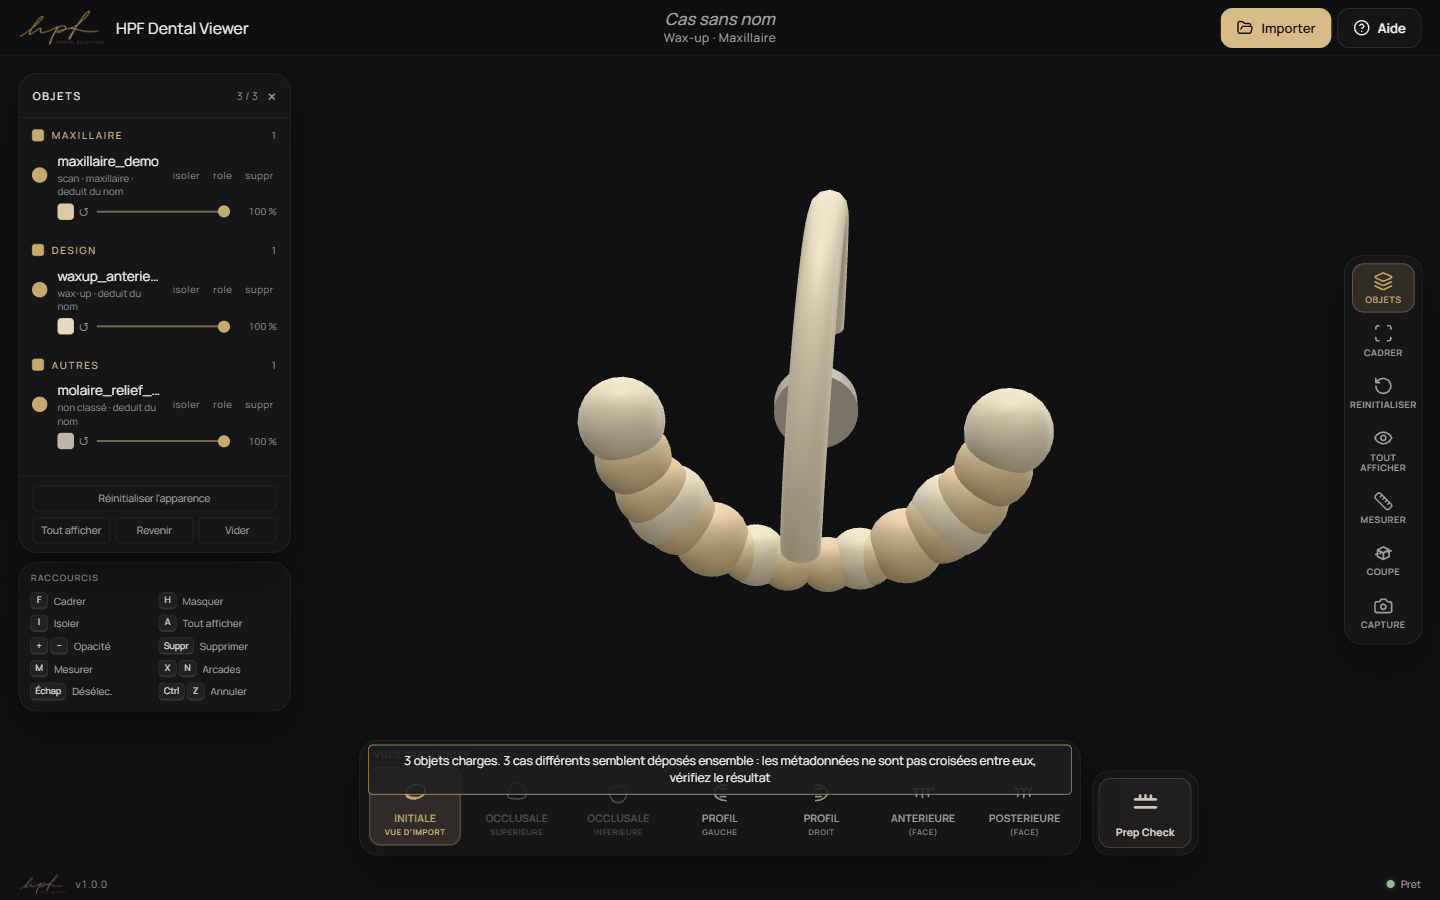 hpf HPF Dental Viewer
Cas sans nom
Wax-up · Maxillaire
Importer
Aide
OBJETS 3 / 3 ×
MAXILLAIRE 1
maxillaire_demo
scan · maxillaire ·
deduit du nom
isoler role suppr
100 %
DESIGN 1
waxup_anterie...
wax-up · deduit du
nom
isoler role suppr
100 %
AUTRES 1
molaire_relief_...
non classé · deduit du
nom
isoler role suppr
100 %
Réinitialiser l'apparence
Tout afficher Revenir Vider
RACCOURCIS
F Cadrer H Masquer
I Isoler A Tout afficher
+ − Opacité Suppr Supprimer
M Mesurer X N Arcades
Échap Désélec. Ctrl Z Annuler
OBJETS
CADRER
REINITIALISER
TOUT
AFFICHER
MESURER
COUPE
CAPTURE
3 objets charges. 3 cas différents semblent déposés ensemble : les métadonnées ne sont pas croisées entre eux,
vérifiez le résultat
INITIALE
VUE D'IMPORT
OCCLUSALE
SUPERIEURE
OCCLUSALE
INFERIEURE
PROFIL
GAUCHE
PROFIL
DROIT
ANTERIEURE
(FACE)
POSTERIEURE
(FACE)
Prep Check
hpf v1.0.0
Pret